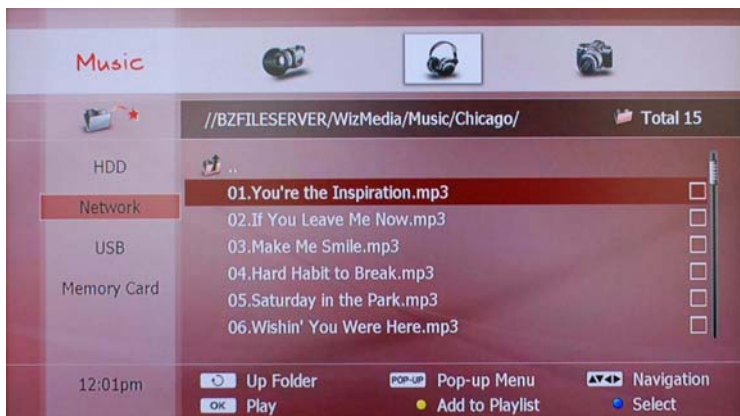 Music
//BZFILESERVER/WizMedia/Music/Chicago/ Total 15
HDD
Network
USB
Memory Card
12:01pm
..
01.You're the Inspiration.mp3
02.If You Leave Me Now.mp3
03.Make Me Smile.mp3
04.Hard Habit to Break.mp3
05.Saturday in the Park.mp3
06.Wishin' You Were Here.mp3
Up Folder POP-UP Pop-up Menu Navigation
OK Play Add to Playlist Select